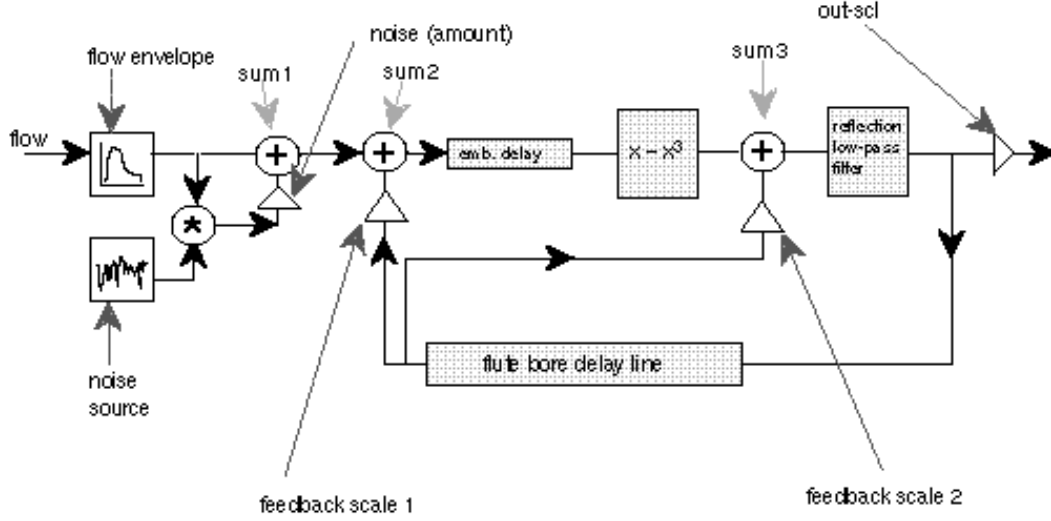 out-scl
noise (amount)
flow envelope
sum1
sum2
sum3
flow
+
+
emb. delay
x - x³
+
reflection
low-pass
filter
*
flute bore delay line
noise
source
feedback scale 1
feedback scale 2